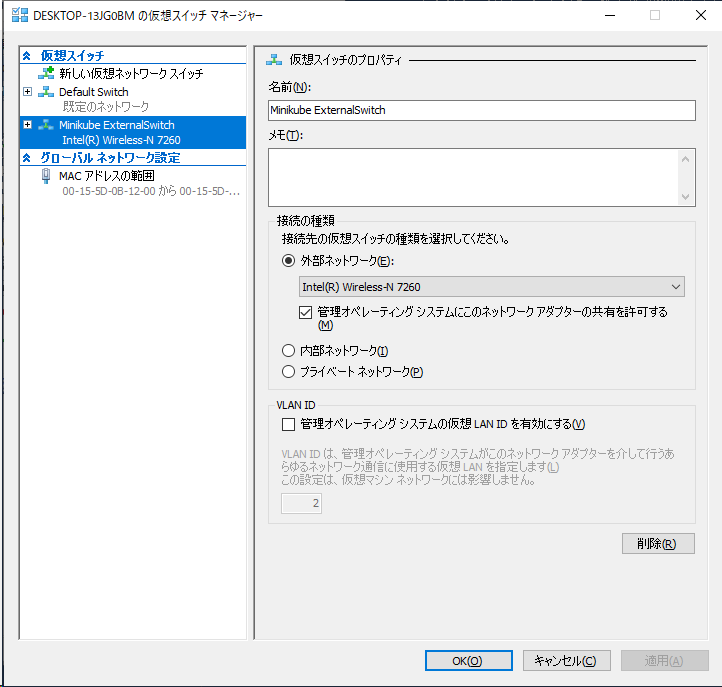 DESKTOP-13JG0BM の仮想スイッチ マネージャー
仮想スイッチ
新しい仮想ネットワーク スイッチ
Default Switch
既定のネットワーク
Minikube ExternalSwitch
Intel(R) Wireless-N 7260
グローバル ネットワーク設定
MAC アドレスの範囲
00-15-5D-0B-12-00 から 00-15-5D-...
仮想スイッチのプロパティ
名前(N):
Minikube ExternalSwitch
メモ(T):
接続の種類
接続先の仮想スイッチの種類を選択してください。
外部ネットワーク(E):
Intel(R) Wireless-N 7260
管理オペレーティング システムにこのネットワーク アダプターの共有を許可する
(M)
内部ネットワーク(I)
プライベート ネットワーク(P)
VLAN ID
管理オペレーティング システムの仮想 LAN ID を有効にする(V)
VLAN ID は、管理オペレーティング システムがこのネットワーク アダプターを介して行うあ
らゆるネットワーク通信に使用する仮想 LAN を指定します(L)
この設定は、仮想マシン ネットワークには影響しません。
2
削除(R)
OK(O)
キャンセル(C)
適用(A)